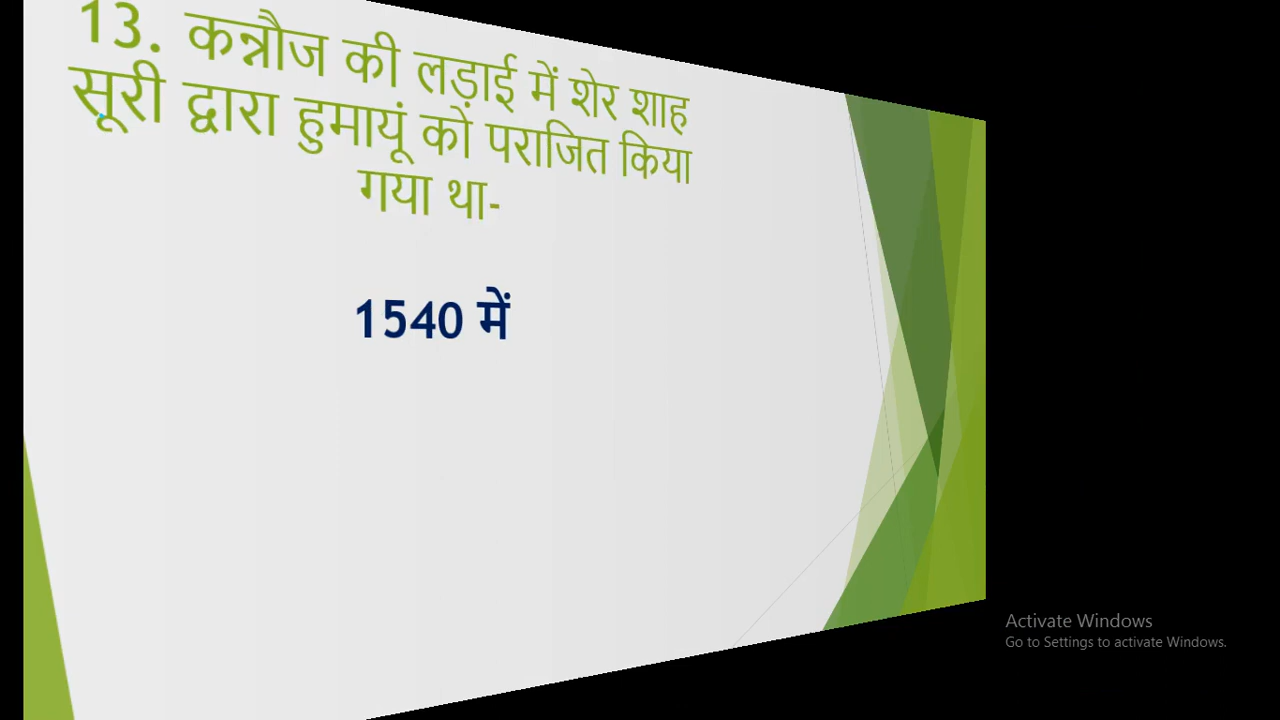 13. कन्नौज की लड़ाई में शेर शाह
सूरी द्वारा हुमायूं को पराजित किया
गया था-
1540 में
Activate Windows
Go to Settings to activate Windows.